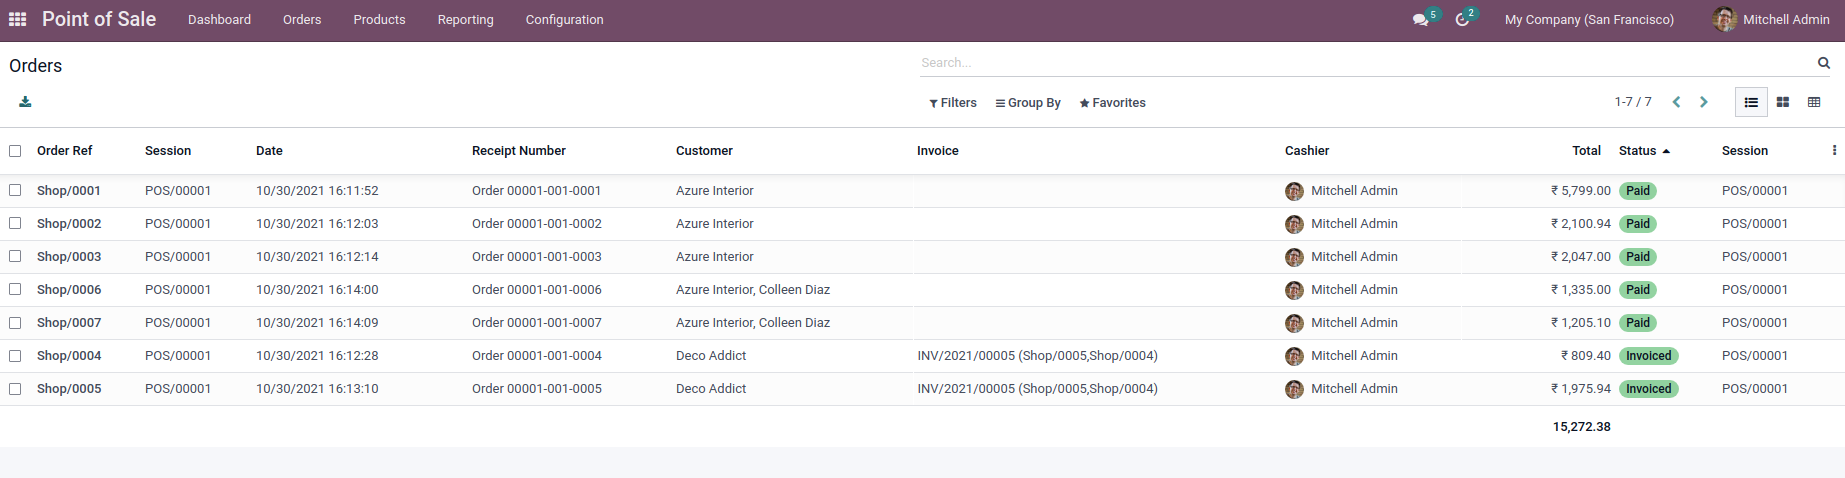 Point of Sale Dashboard Orders Products Reporting Configuration 5 2 My Company (San Francisco) Mitchell Admin
Orders Search...
Filters Group By Favorites 1-7 / 7
Order Ref Session Date Receipt Number Customer Invoice Cashier Total Status Session
Shop/0001 POS/00001 10/30/2021 16:11:52 Order 00001-001-0001 Azure Interior Mitchell Admin ₹ 5,799.00 Paid POS/00001
Shop/0002 POS/00001 10/30/2021 16:12:03 Order 00001-001-0002 Azure Interior Mitchell Admin ₹ 2,100.94 Paid POS/00001
Shop/0003 POS/00001 10/30/2021 16:12:14 Order 00001-001-0003 Azure Interior Mitchell Admin ₹ 2,047.00 Paid POS/00001
Shop/0006 POS/00001 10/30/2021 16:14:00 Order 00001-001-0006 Azure Interior, Colleen Diaz Mitchell Admin ₹ 1,335.00 Paid POS/00001
Shop/0007 POS/00001 10/30/2021 16:14:09 Order 00001-001-0007 Azure Interior, Colleen Diaz Mitchell Admin ₹ 1,205.10 Paid POS/00001
Shop/0004 POS/00001 10/30/2021 16:12:28 Order 00001-001-0004 Deco Addict INV/2021/00005 (Shop/0005,Shop/0004) Mitchell Admin ₹ 809.40 Invoiced POS/00001
Shop/0005 POS/00001 10/30/2021 16:13:10 Order 00001-001-0005 Deco Addict INV/2021/00005 (Shop/0005,Shop/0004) Mitchell Admin ₹ 1,975.94 Invoiced POS/00001
15,272.38